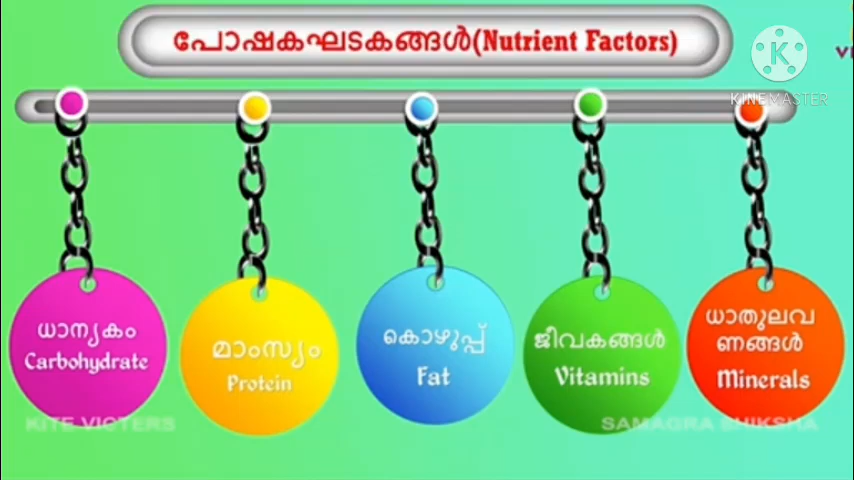 പോഷകഘടകങ്ങൾ(Nutrient Factors)
VI
KINEMASTER
ധാന്യകം
Carbohydrate
മാംസ്യം
Protein
കൊഴുപ്പ്
Fat
ജീവകങ്ങൾ
Vitamins
ധാതുലവ
ണങ്ങൾ
Minerals
KITE VICTERS
SAMAGRA SHIKSHA